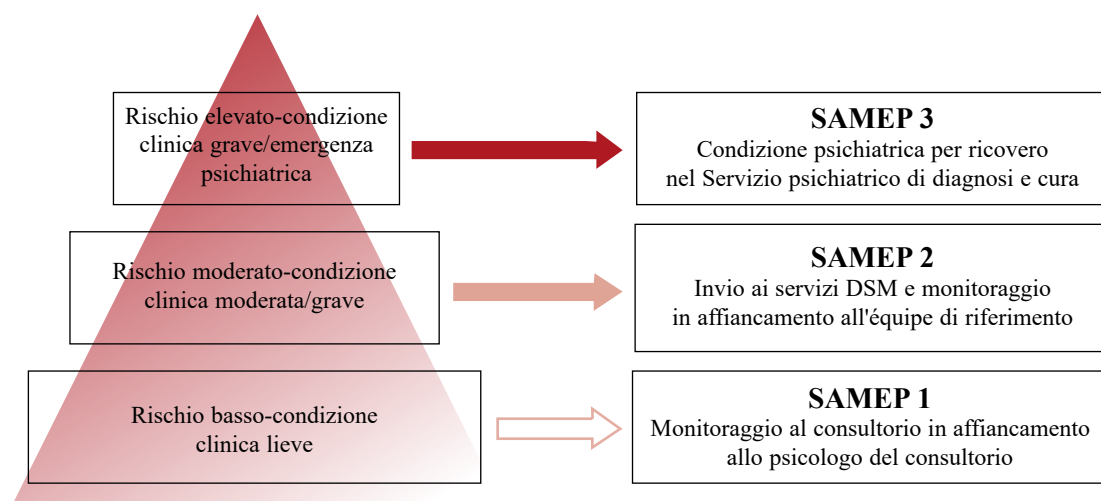 Rischio elevato-condizione
clinica grave/emergenza
psichiatrica
SAMEP 3
Condizione psichiatrica per ricovero
nel Servizio psichiatrico di diagnosi e cura
Rischio moderato-condizione
clinica moderata/grave
SAMEP 2
Invio ai servizi DSM e monitoraggio
in affiancamento all'équipe di riferimento
Rischio basso-condizione
clinica lieve
SAMEP 1
Monitoraggio al consultorio in affiancamento
allo psicologo del consultorio